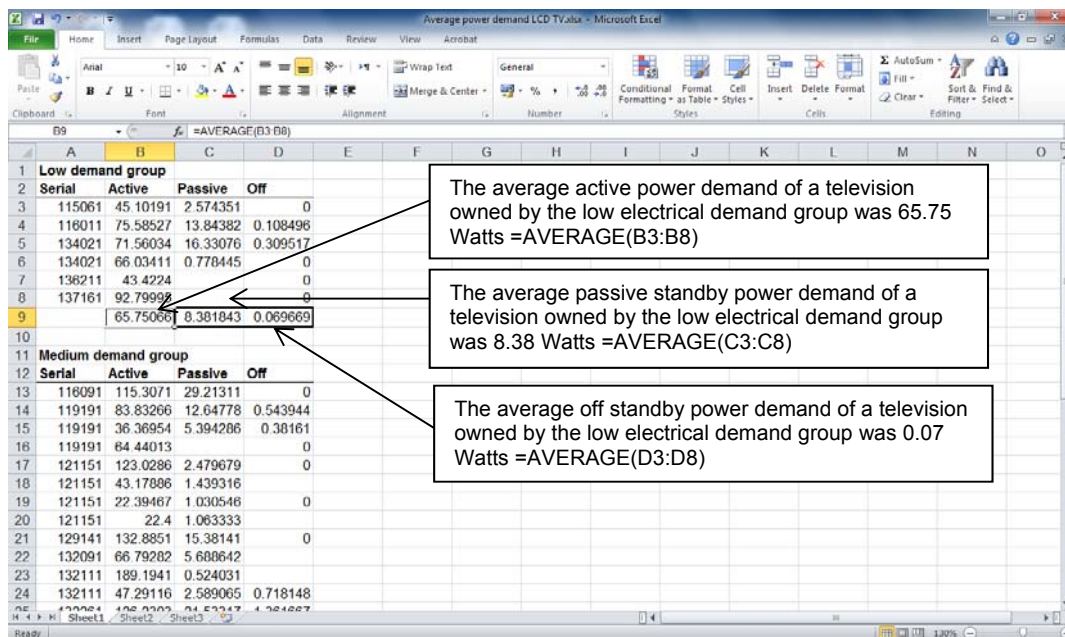 Average power demand LCD TV.xlsx - Microsoft Excel
File Home Insert Page Layout Formulas Data Review View Acrobat
Paste Arial 10 Wrap Text General Conditional Formatting Format as Table Cell Styles Insert Delete Format AutoSum Fill Clear Sort & Filter Find & Select
B I U Merge & Center % ,
Clipboard Font Alignment Number Styles Cells Editing
B9 fx =AVERAGE(B3:B8)
A B C D E F G H I J K L M N O
1 Low demand group
2 Serial Active Passive Off
3 115061 45.10191 2.574351 0
4 116011 75.58527 13.84382 0.108496
5 134021 71.56034 16.33076 0.309517
6 134021 66.03411 0.778445 0
7 136211 43.4224 0
8 137161 92.79995 0
9 65.75066 8.381843 0.069669
10
11 Medium demand group
12 Serial Active Passive Off
13 116091 115.3071 29.21311 0
14 119191 83.83266 12.64778 0.543944
15 119191 36.36954 5.394286 0.38161
16 119191 64.44013 0
17 121151 123.0286 2.479679 0
18 121151 43.17886 1.439316
19 121151 22.39467 1.030546 0
20 121151 22.4 1.063333
21 129141 132.8851 15.38141 0
22 132091 66.79282 5.688642
23 132111 189.1941 0.524031
24 132111 47.29116 2.589065 0.718148
The average active power demand of a television
owned by the low electrical demand group was 65.75
Watts =AVERAGE(B3:B8)
The average passive standby power demand of a
television owned by the low electrical demand group
was 8.38 Watts =AVERAGE(C3:C8)
The average off standby power demand of a television
owned by the low electrical demand group was 0.07
Watts =AVERAGE(D3:D8)
Sheet1 Sheet2 Sheet3
Ready 130%